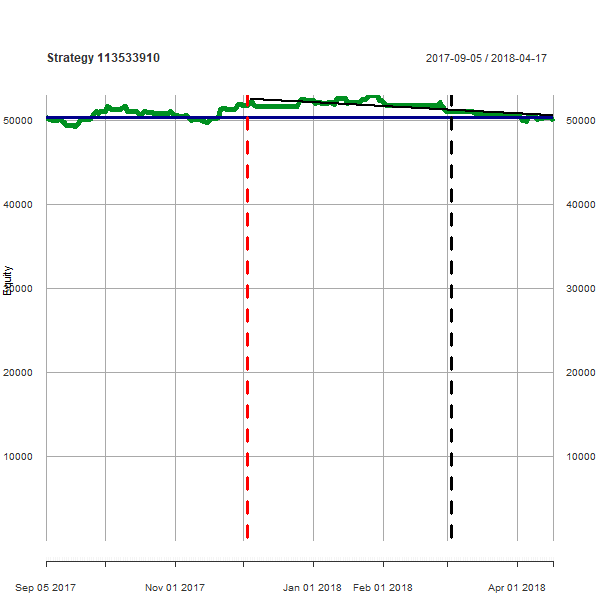 Strategy 113533910
2017-09-05 / 2018-04-17
50000
50000
40000
40000
Equity
30000
30000
20000
20000
10000
10000
Sep 05 2017
Nov 01 2017
Jan 01 2018
Feb 01 2018
Apr 01 2018